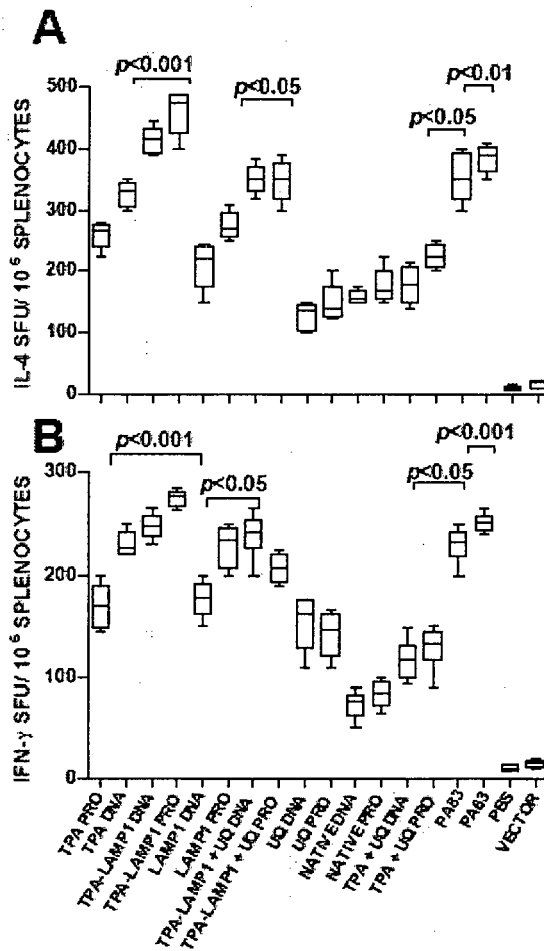 A
p<0.001
p<0.05
p<0.05
p<0.01
IL-4 SFU/ 10⁶ SPLENOCYTES
500
400
300
200
100
0
B
p<0.001
p<0.05
p<0.05
p<0.001
IFN-γ SFU/ 10⁶ SPLENOCYTES
300
200
100
0
TPA PRO
TPA DNA
TPA-LAMP1 DNA
TPA-LAMP1 PRO
LAMP1 DNA
LAMP1 PRO
TPA-LAMP1 + UQ DNA
TPA-LAMP1 + UQ PRO
UQ DNA
UQ PRO
NATIVE DNA
NATIVE PRO
TPA + UQ DNA
TPA + UQ PRO
PA83
PA63
PBS
VECTOR